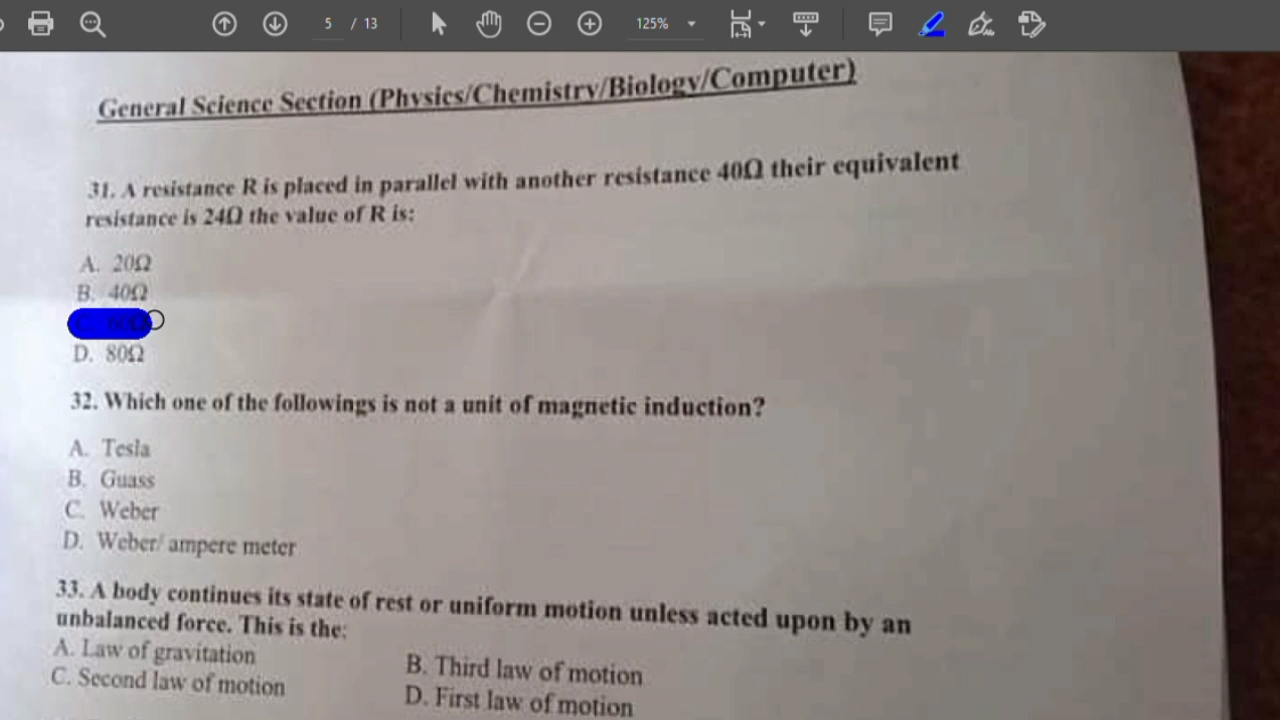 5 / 13
125%
General Science Section (Physics/Chemistry/Biology/Computer)
31. A resistance R is placed in parallel with another resistance 40Ω their equivalent
resistance is 24Ω the value of R is:
A. 20Ω
B. 40Ω
C. 60Ω
D. 80Ω
32. Which one of the followings is not a unit of magnetic induction?
A. Tesla
B. Guass
C. Weber
D. Weber/ ampere meter
33. A body continues its state of rest or uniform motion unless acted upon by an
unbalanced force. This is the:
A. Law of gravitation
B. Third law of motion
C. Second law of motion
D. First law of motion